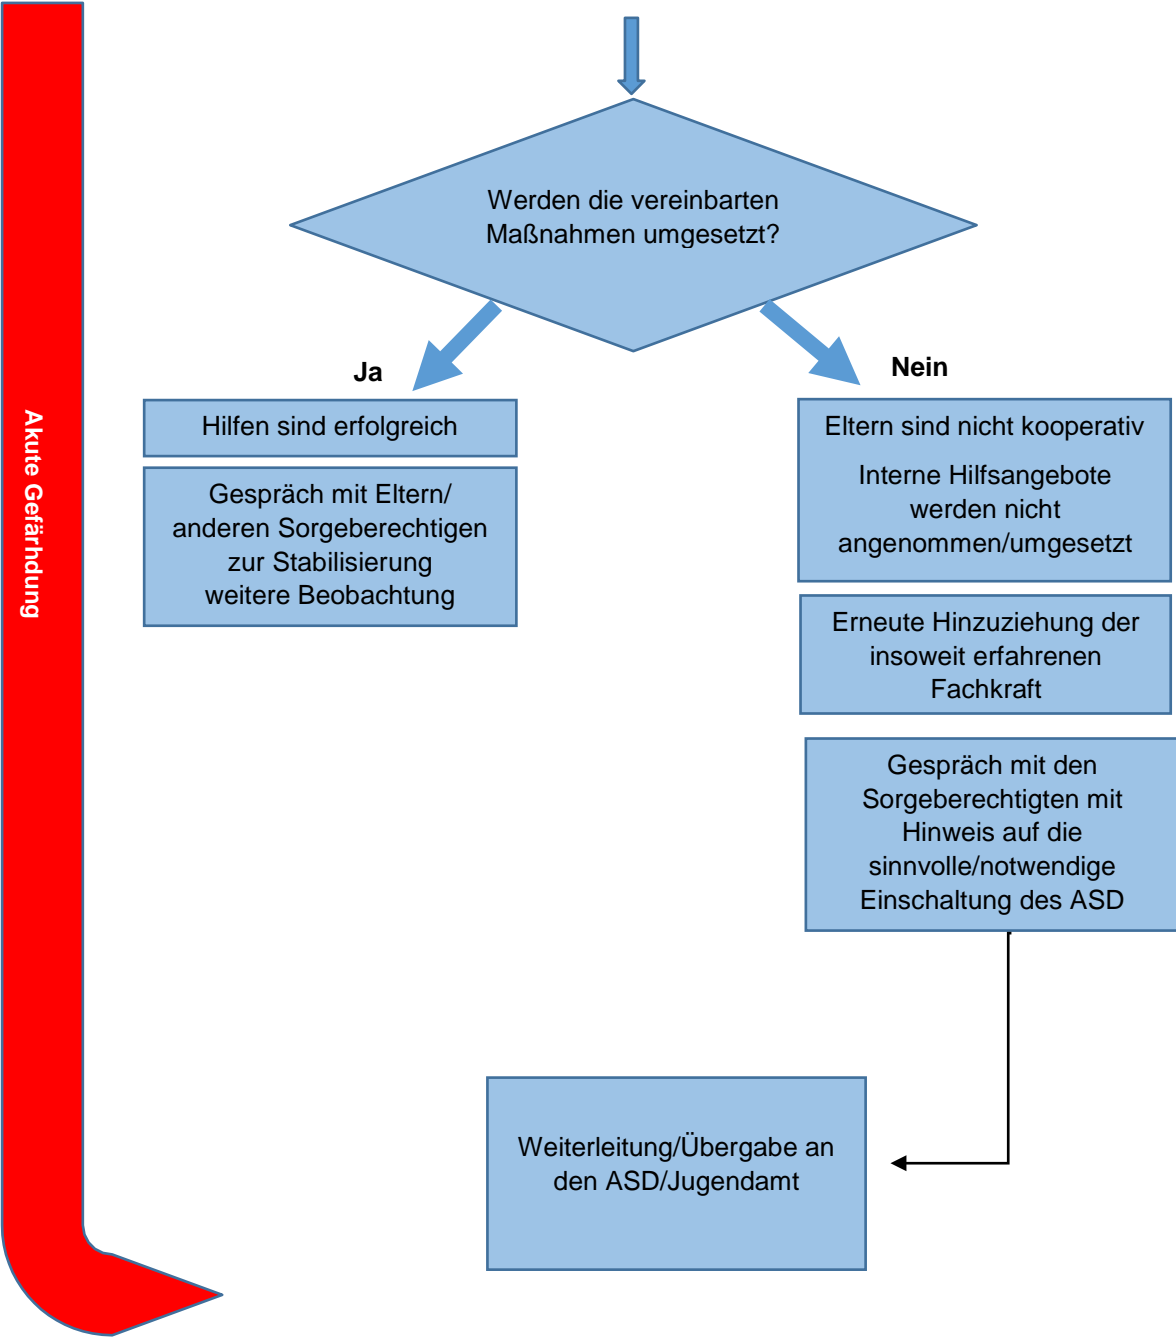 Werden die vereinbarten
Maßnahmen umgesetzt?
Ja
Nein
Hilfen sind erfolgreich
Gespräch mit Eltern/
anderen Sorgeberechtigen
zur Stabilisierung
weitere Beobachtung
Eltern sind nicht kooperativ
Interne Hilfsangebote
werden nicht
angenommen/umgesetzt
Erneute Hinzuziehung der
insoweit erfahrenen
Fachkraft
Gespräch mit den
Sorgeberechtigten mit
Hinweis auf die
sinnvolle/notwendige
Einschaltung des ASD
Weiterleitung/Übergabe an
den ASD/Jugendamt
Akute Gefärhdung